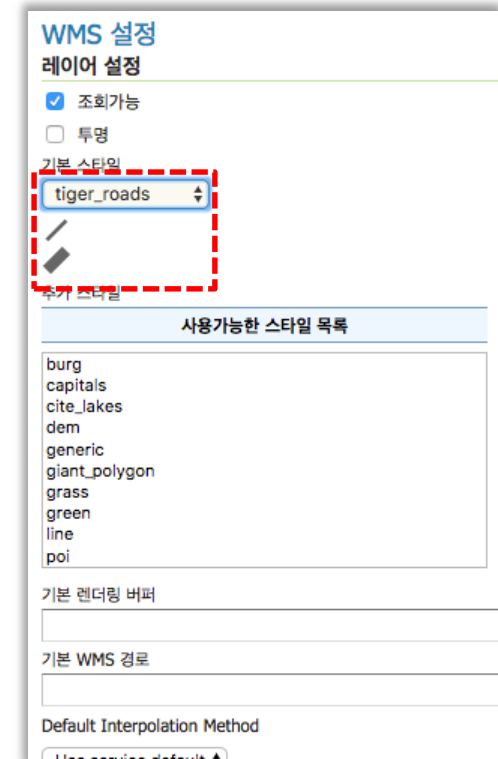 WMS 설정
레이어 설정
조회가능
투명
기본 스타일
tiger_roads
추가 스타일
사용가능한 스타일 목록
burg
capitals
cite_lakes
dem
generic
giant_polygon
grass
green
line
poi
기본 렌더링 버퍼
기본 WMS 경로
Default Interpolation Method
Use service default